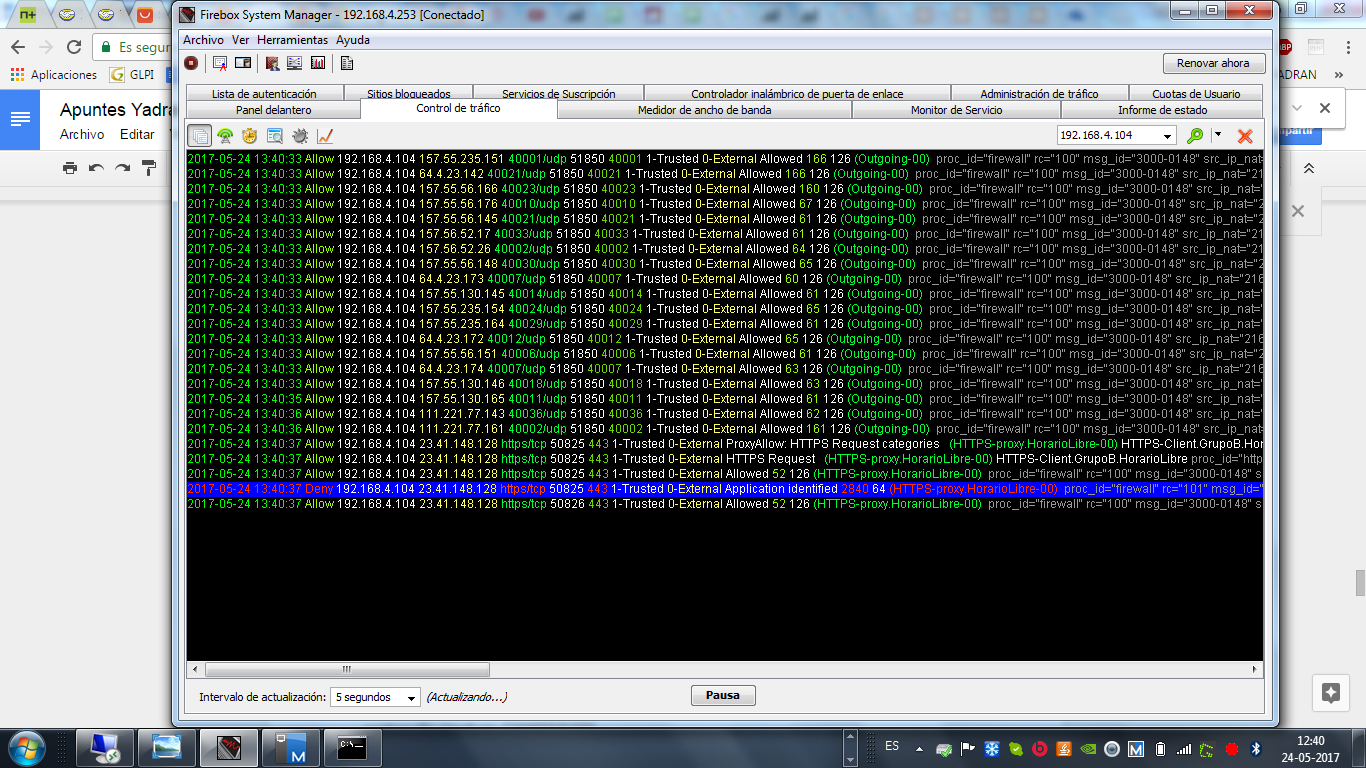 Firebox System Manager - 192.168.4.253 [Conectado]
Es segur
Aplicaciones
GLPI
ADRAN
Apuntes Yadra
Archivo Editar
Archivo Ver Herramientas Ayuda
Renovar ahora
Lista de autenticación Sitios bloqueados Servicios de Suscripción Controlador inalámbrico de puerta de enlace Administración de tráfico Cuotas de Usuario
Panel delantero Control de tráfico Medidor de ancho de banda Monitor de Servicio Informe de estado
192.168.4.104
2017-05-24 13:40:33 Allow 192.168.4.104 157.55.235.151 40001/udp 51850 40001 1-Trusted 0-External Allowed 166 126 (Outgoing-00) proc_id="firewall" rc="100" msg_id="3000-0148" src_ip_nat="21
2017-05-24 13:40:33 Allow 192.168.4.104 64.4.23.142 40021/udp 51850 40021 1-Trusted 0-External Allowed 166 126 (Outgoing-00) proc_id="firewall" rc="100" msg_id="3000-0148" src_ip_nat="216
2017-05-24 13:40:33 Allow 192.168.4.104 157.55.56.166 40023/udp 51850 40023 1-Trusted 0-External Allowed 160 126 (Outgoing-00) proc_id="firewall" rc="100" msg_id="3000-0148" src_ip_nat="21
2017-05-24 13:40:33 Allow 192.168.4.104 157.55.56.176 40010/udp 51850 40010 1-Trusted 0-External Allowed 67 126 (Outgoing-00) proc_id="firewall" rc="100" msg_id="3000-0148" src_ip_nat="2
2017-05-24 13:40:33 Allow 192.168.4.104 157.55.56.145 40021/udp 51850 40021 1-Trusted 0-External Allowed 61 126 (Outgoing-00) proc_id="firewall" rc="100" msg_id="3000-0148" src_ip_nat="2
2017-05-24 13:40:33 Allow 192.168.4.104 157.56.52.17 40033/udp 51850 40033 1-Trusted 0-External Allowed 61 126 (Outgoing-00) proc_id="firewall" rc="100" msg_id="3000-0148" src_ip_nat="21
2017-05-24 13:40:33 Allow 192.168.4.104 157.56.52.26 40002/udp 51850 40002 1-Trusted 0-External Allowed 64 126 (Outgoing-00) proc_id="firewall" rc="100" msg_id="3000-0148" src_ip_nat="21
2017-05-24 13:40:33 Allow 192.168.4.104 157.55.56.148 40030/udp 51850 40030 1-Trusted 0-External Allowed 65 126 (Outgoing-00) proc_id="firewall" rc="100" msg_id="3000-0148" src_ip_nat="2
2017-05-24 13:40:33 Allow 192.168.4.104 64.4.23.173 40007/udp 51850 40007 1-Trusted 0-External Allowed 60 126 (Outgoing-00) proc_id="firewall" rc="100" msg_id="3000-0148" src_ip_nat="216
2017-05-24 13:40:33 Allow 192.168.4.104 157.55.130.145 40014/udp 51850 40014 1-Trusted 0-External Allowed 61 126 (Outgoing-00) proc_id="firewall" rc="100" msg_id="3000-0148" src_ip_nat="
2017-05-24 13:40:33 Allow 192.168.4.104 157.55.235.154 40024/udp 51850 40024 1-Trusted 0-External Allowed 65 126 (Outgoing-00) proc_id="firewall" rc="100" msg_id="3000-0148" src_ip_nat="
2017-05-24 13:40:33 Allow 192.168.4.104 157.55.235.164 40029/udp 51850 40029 1-Trusted 0-External Allowed 61 126 (Outgoing-00) proc_id="firewall" rc="100" msg_id="3000-0148" src_ip_nat="
2017-05-24 13:40:33 Allow 192.168.4.104 64.4.23.172 40012/udp 51850 40012 1-Trusted 0-External Allowed 65 126 (Outgoing-00) proc_id="firewall" rc="100" msg_id="3000-0148" src_ip_nat="216
2017-05-24 13:40:33 Allow 192.168.4.104 157.55.56.151 40006/udp 51850 40006 1-Trusted 0-External Allowed 61 126 (Outgoing-00) proc_id="firewall" rc="100" msg_id="3000-0148" src_ip_nat="2
2017-05-24 13:40:33 Allow 192.168.4.104 64.4.23.174 40007/udp 51850 40007 1-Trusted 0-External Allowed 63 126 (Outgoing-00) proc_id="firewall" rc="100" msg_id="3000-0148" src_ip_nat="216
2017-05-24 13:40:33 Allow 192.168.4.104 157.55.130.146 40018/udp 51850 40018 1-Trusted 0-External Allowed 63 126 (Outgoing-00) proc_id="firewall" rc="100" msg_id="3000-0148" src_ip_nat="
2017-05-24 13:40:35 Allow 192.168.4.104 157.55.130.165 40011/udp 51850 40011 1-Trusted 0-External Allowed 61 126 (Outgoing-00) proc_id="firewall" rc="100" msg_id="3000-0148" src_ip_nat="
2017-05-24 13:40:36 Allow 192.168.4.104 111.221.77.143 40036/udp 51850 40036 1-Trusted 0-External Allowed 62 126 (Outgoing-00) proc_id="firewall" rc="100" msg_id="3000-0148" src_ip_nat="
2017-05-24 13:40:36 Allow 192.168.4.104 111.221.77.161 40002/udp 51850 40002 1-Trusted 0-External Allowed 161 126 (Outgoing-00) proc_id="firewall" rc="100" msg_id="3000-0148" src_ip_nat=
2017-05-24 13:40:37 Allow 192.168.4.104 23.41.148.128 https/tcp 50825 443 1-Trusted 0-External ProxyAllow: HTTPS Request categories (HTTPS-proxy.HorarioLibre-00) HTTPS-Client.GrupoB.Hor
2017-05-24 13:40:37 Allow 192.168.4.104 23.41.148.128 https/tcp 50825 443 1-Trusted 0-External HTTPS Request (HTTPS-proxy.HorarioLibre-00) HTTPS-Client.GrupoB.HorarioLibre proc_id="http
2017-05-24 13:40:37 Allow 192.168.4.104 23.41.148.128 https/tcp 50825 443 1-Trusted 0-External Allowed 52 126 (HTTPS-proxy.HorarioLibre-00) proc_id="firewall" rc="100" msg_id="3000-0148" s
2017-05-24 13:40:37 Deny 192.168.4.104 23.41.148.128 https/tcp 50825 443 1-Trusted 0-External Application identified 2840 64 (HTTPS-proxy.HorarioLibre-00) proc_id="firewall" rc="101" msg_id="
2017-05-24 13:40:37 Allow 192.168.4.104 23.41.148.128 https/tcp 50826 443 1-Trusted 0-External Allowed 52 126 (HTTPS-proxy.HorarioLibre-00) proc_id="firewall" rc="100" msg_id="3000-0148" s
Intervalo de actualización: 5 segundos (Actualizando...)
Pausa
ES
12:40
24-05-2017